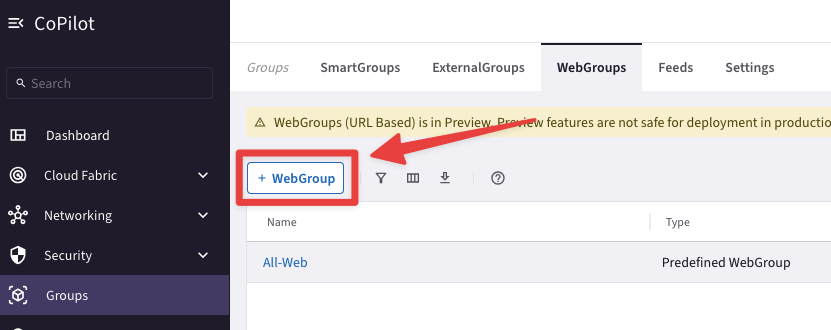 CoPilot
Search
Dashboard
Cloud Fabric
Networking
Security
Groups
Groups SmartGroups ExternalGroups WebGroups Feeds Settings
WebGroups (URL Based) is in Preview. Preview features are not safe for deployment in productio
+ WebGroup
Name Type
All-Web Predefined WebGroup